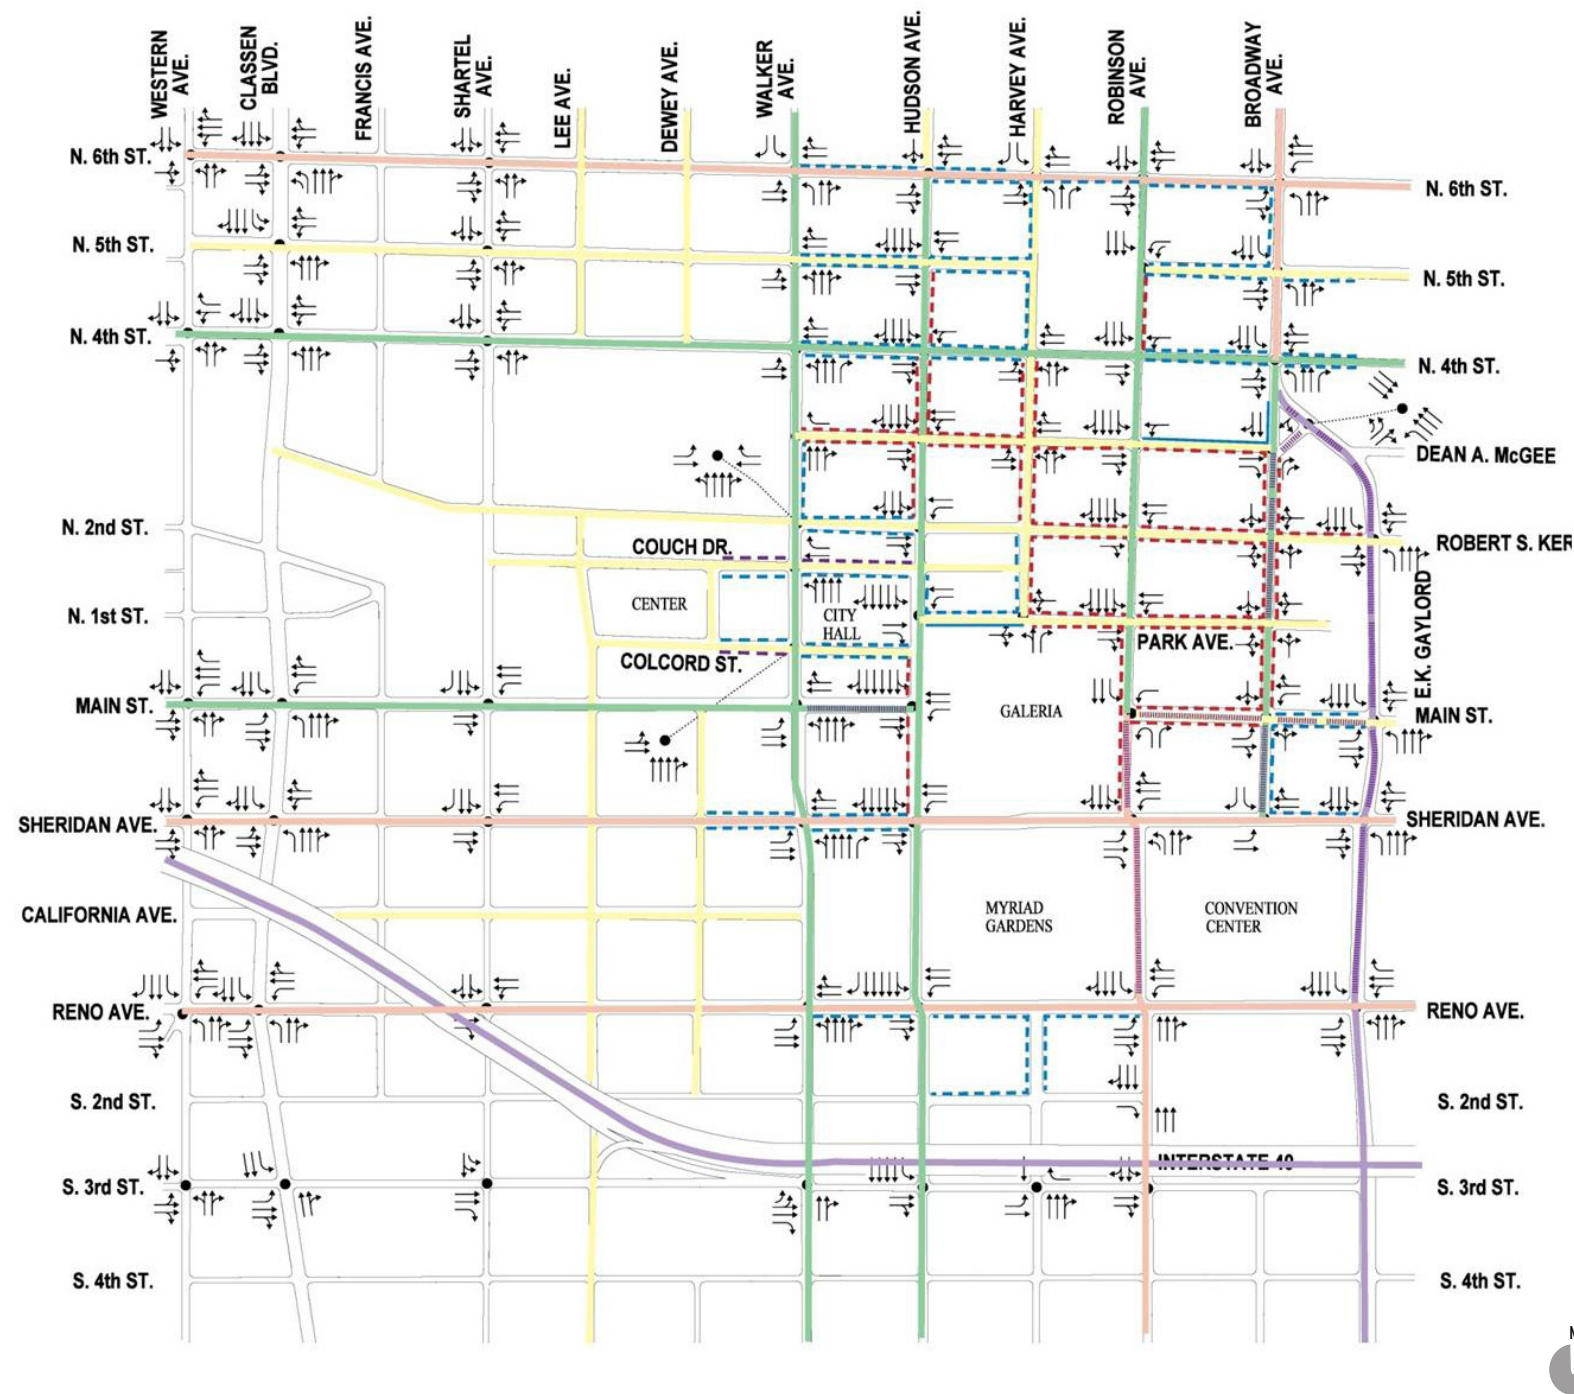 WESTERN
AVE.
CLASSEN
BLVD.
FRANCIS AVE.
SHARTEL
AVE.
LEE AVE.
DEWEY AVE.
WALKER
AVE.
HUDSON AVE.
HARVEY AVE.
ROBINSON
AVE.
BROADWAY
AVE.
N. 6th ST.
N. 6th ST.
N. 5th ST.
N. 5th ST.
N. 4th ST.
N. 4th ST.
DEAN A. McGEE
N. 2nd ST.
COUCH DR.
ROBERT S. KER
CENTER
N. 1st ST.
CITY
HALL
PARK AVE.
E.K. GAYLORD
COLCORD ST.
MAIN ST.
GALERIA
MAIN ST.
SHERIDAN AVE.
SHERIDAN AVE.
CALIFORNIA AVE.
MYRIAD
GARDENS
CONVENTION
CENTER
RENO AVE.
RENO AVE.
S. 2nd ST.
S. 2nd ST.
INTERSTATE 40
S. 3rd ST.
S. 3rd ST.
S. 4th ST.
S. 4th ST.